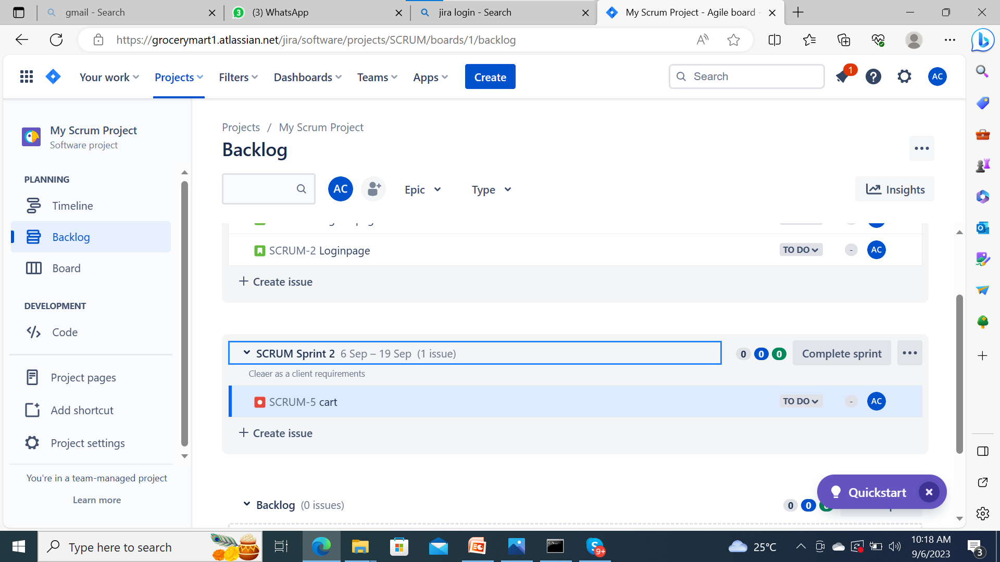 gmail - Search
(3) WhatsApp
jira login - Search
My Scrum Project - Agile board -
https://grocerymart1.atlassian.net/jira/software/projects/SCRUM/boards/1/backlog
Your work
Projects
Filters
Dashboards
Teams
Apps
Create
Search
1
AC
My Scrum Project
Software project
PLANNING
Timeline
Backlog
Board
DEVELOPMENT
Code
Project pages
Add shortcut
Project settings
You're in a team-managed project
Learn more
Projects / My Scrum Project
Backlog
AC
Epic
Type
Insights
SCRUM-2 Loginpage
TO DO
-
AC
+ Create issue
SCRUM Sprint 2 6 Sep – 19 Sep (1 issue)
0 0 0
Complete sprint
Cleaer as a client requirements
SCRUM-5 cart
TO DO
-
AC
+ Create issue
Quickstart
Backlog (0 issues)
0 0
Type here to search
9+
25°C
10:18 AM
9/6/2023
3